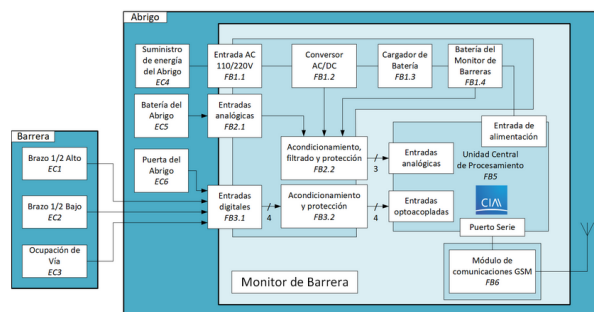 Abrigo
Suministro
de energía
del Abrigo
EC4
Entrada AC
110/220V
FB1.1
Conversor
AC/DC
FB1.2
Cargador de
Batería
FB1.3
Batería del
Monitor de
Barreras
FB1.4
Batería del
Abrigo
EC5
Entradas
analógicas
FB2.1
Entrada de
alimentación
Barrera
Brazo 1/2 Alto
EC1
Puerta del
Abrigo
EC6
Acondicionamiento,
filtrado y protección
FB2.2
3
Entradas
analógicas
Unidad Central
de Procesamiento
FB5
Brazo 1/2 Bajo
EC2
Entradas
digitales
FB3.1
4
Acondicionamiento
y protección
FB3.2
4
Entradas
optoacopladas
CIAA
Puerto Serie
Ocupación de
Vía
EC3
Monitor de Barrera
Módulo de
comunicaciones GSM
FB6